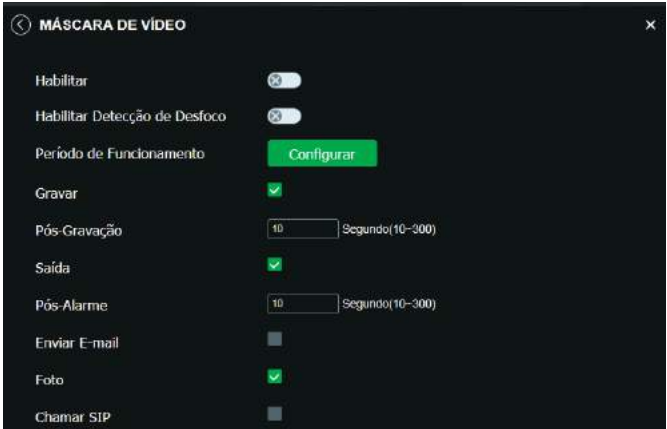 MÁSCARA DE VÍDEO
Habilitar
Habilitar Detecção de Desfoco
Período de Funcionamento Configurar
Gravar
Pós-Gravação 10 Segundo(10~300)
Saída
Pós-Alarme 10 Segundo(10~300)
Enviar E-mail
Foto
Chamar SIP